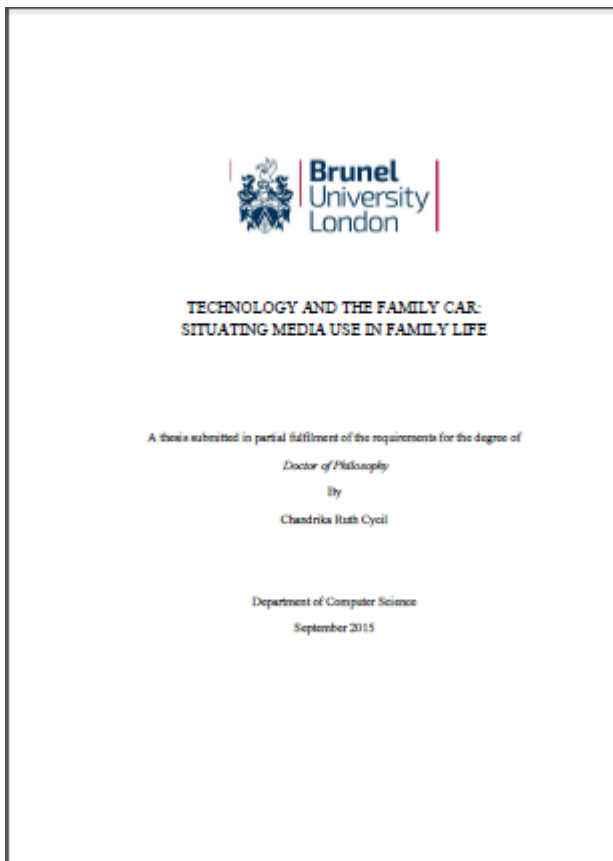 Brunel
University
London
TECHNOLOGY AND THE FAMILY CAR:
SITUATING MEDIA USE IN FAMILY LIFE
A thesis submitted in partial fulfilment of the requirements for the degree of
Doctor of Philosophy
By
Chandrika Ruth Cycil
Department of Computer Science
September 2015